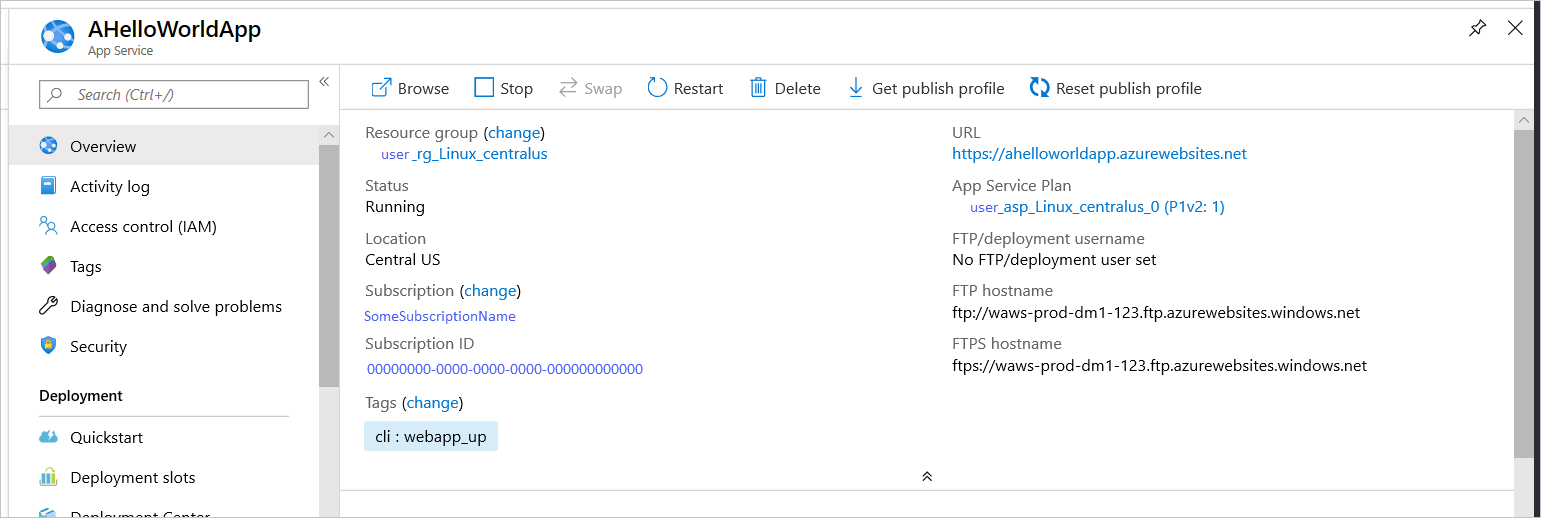 AHelloWorldApp
App Service
Search (Ctrl+/)
Overview
Activity log
Access control (IAM)
Tags
Diagnose and solve problems
Security
Deployment
Quickstart
Deployment slots
Deployment Center
Browse
Stop
Swap
Restart
Delete
Get publish profile
Reset publish profile
Resource group (change)
user_rg_Linux_centralus
Status
Running
Location
Central US
Subscription (change)
SomeSubscriptionName
Subscription ID
00000000-0000-0000-0000-000000000000
Tags (change)
cli : webapp_up
URL
https://ahelloworldapp.azurewebsites.net
App Service Plan
user_asp_Linux_centralus_0 (P1v2: 1)
FTP/deployment username
No FTP/deployment user set
FTP hostname
ftp://waws-prod-dm1-123.ftp.azurewebsites.windows.net
FTPS hostname
ftps://waws-prod-dm1-123.ftp.azurewebsites.windows.net